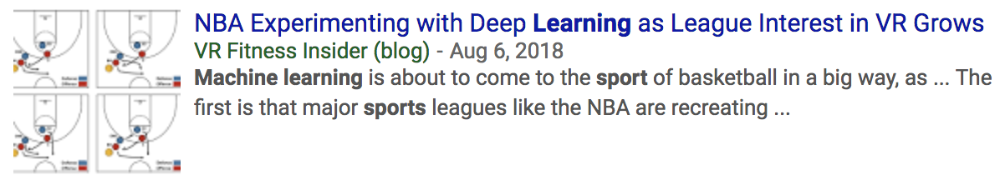 NBA Experimenting with Deep Learning as League Interest in VR Grows
VR Fitness Insider (blog) - Aug 6, 2018
Machine learning is about to come to the sport of basketball in a big way, as ... The
first is that major sports leagues like the NBA are recreating ...